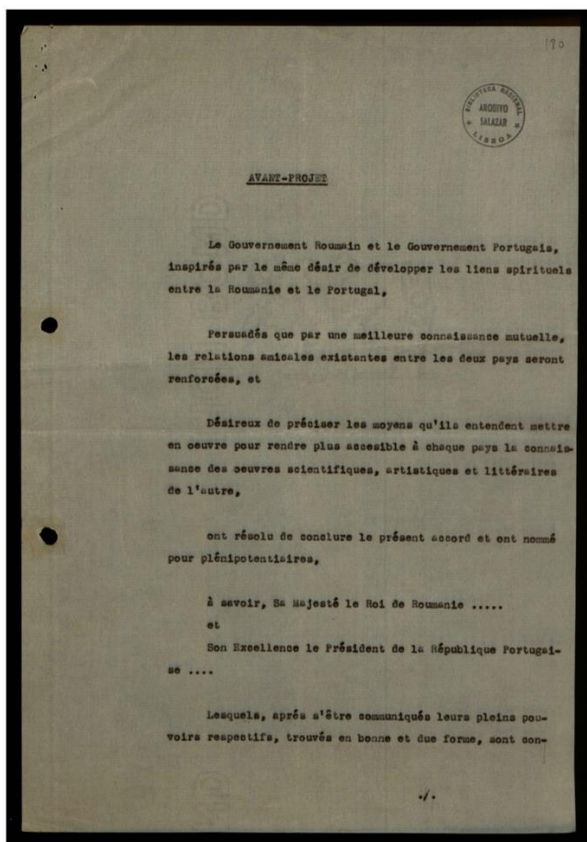 180
BIBLIOTECA NACIONAL
ARQUIVO
SALAZAR
LISBOA
AVANT-PROJET
Le Gouvernement Roumain et le Gouvernement Portugais,
inspirés par le même désir de développer les liens spirituels
entre la Roumanie et le Portugal,
Persuadés que par une meilleure connaissance mutuelle,
les relations amicales existantes entre les deux pays seront
renforcées, et
Désireux de préciser les moyens qu'ils entendent mettre
en oeuvre pour rendre plus accesible à chaque pays la connais-
sance des oeuvres scientifiques, artistiques et littéraires
de l'autre,
ont résolu de conclure le présent accord et ont nommé
pour plénipotentiaires,
à savoir, Sa Majesté le Roi de Roumanie .....
et
Son Excellence le Président de la République Portugai-
se ....
Lesquels, aprés s'être communiqués leurs pleins pou-
voirs respectifs, trouvés en bonne et due forme, sont con-
./.